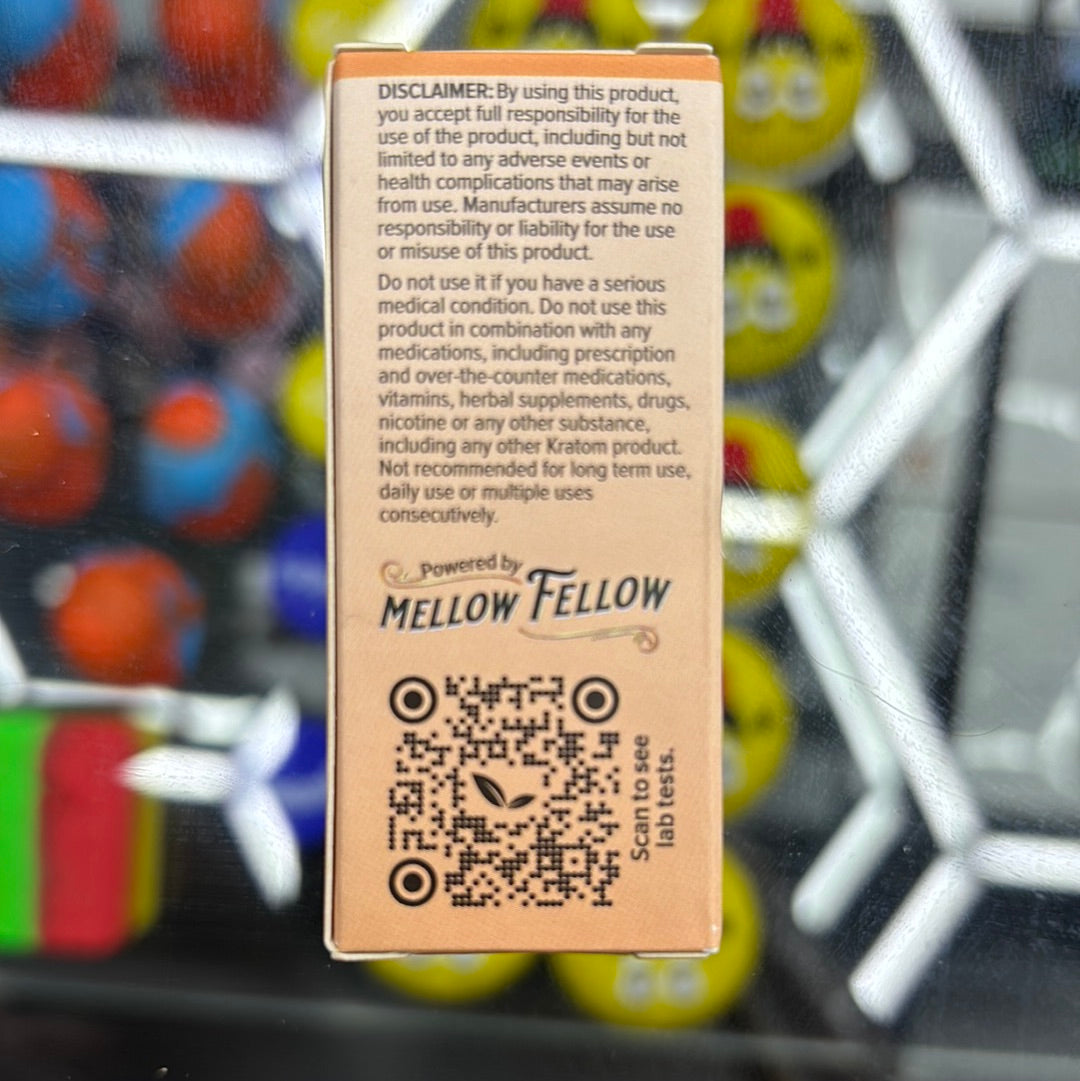 DISCLAIMER: By using this product,
you accept full responsibility for the
use of the product, including but not
limited to any adverse events or
health complications that may arise
from use. Manufacturers assume no
responsibility or liability for the use
or misuse of this product.
Do not use it if you have a serious
medical condition. Do not use this
product in combination with any
medications, including prescription
and over-the-counter medications,
vitamins, herbal supplements, drugs,
nicotine or any other substance,
including any other Kratom product.
Not recommended for long term use,
daily use or multiple uses
consecutively.
Powered by
MELLOW FELLOW
Scan to see
lab tests.